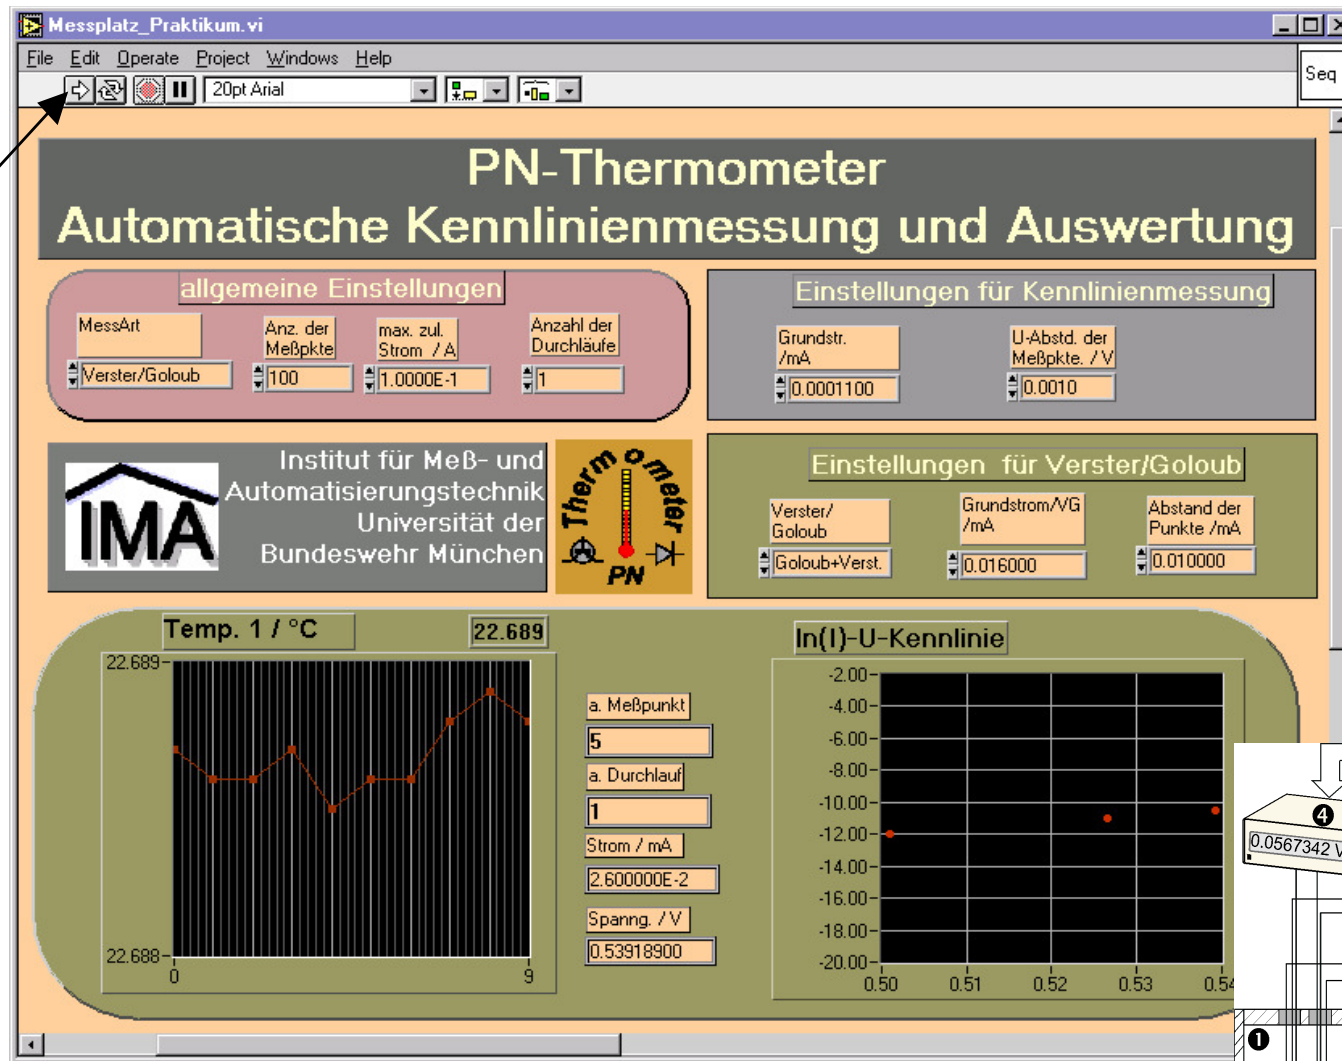 Messplatz_Praktikum.vi
File Edit Operate Project Windows Help
20pt Arial
Seq
PN-Thermometer
Automatische Kennlinienmessung und Auswertung
allgemeine Einstellungen
MessArt
Verster/Goloub
Anz. der
Meßpkte
100
max. zul.
Strom / A
1.0000E-1
Anzahl der
Durchläufe
1
Einstellungen für Kennlinienmessung
Grundstr.
/mA
0.0001100
U-Abstd. der
Meßpkte. / V
0.0010
IMA
Institut für Meß- und
Automatisierungstechnik
Universität der
Bundeswehr München
Thermometer
PN
Einstellungen für Verster/Goloub
Verster/
Goloub
Goloub+Verst.
Grundstrom/VG
/mA
0.016000
Abstand der
Punkte /mA
0.010000
Temp. 1 / °C
22.689
22.689
22.688
0
9
a. Meßpunkt
5
a. Durchlauf
1
Strom / mA
2.600000E-2
Spanng. / V
0.53918900
ln(I)-U-Kennlinie
-2.00
-4.00
-6.00
-8.00
-10.00
-12.00
-14.00
-16.00
-18.00
-20.00
0.50 0.51 0.52 0.53 0.54
4
0.0567342 V
1